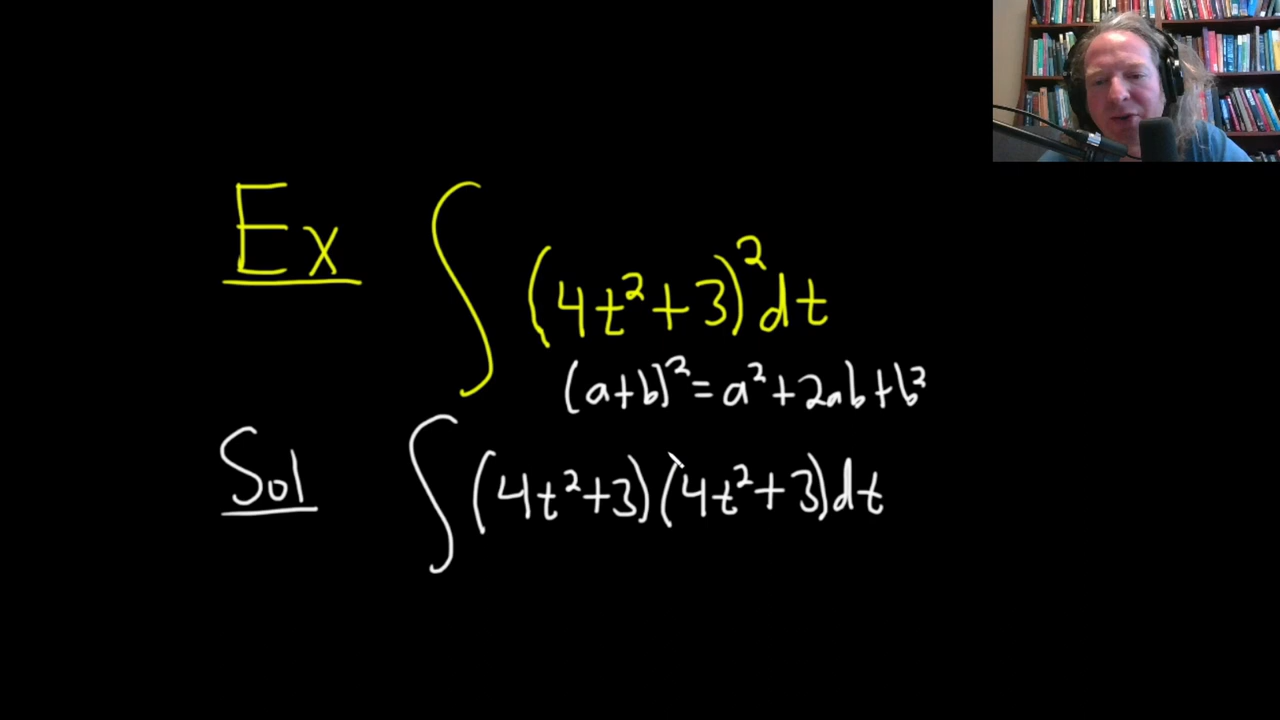 Ex ∫ (4t²+3)² dt
(a+b)² = a²+2ab+b²
Sol ∫ (4t²+3)(4t²+3) dt